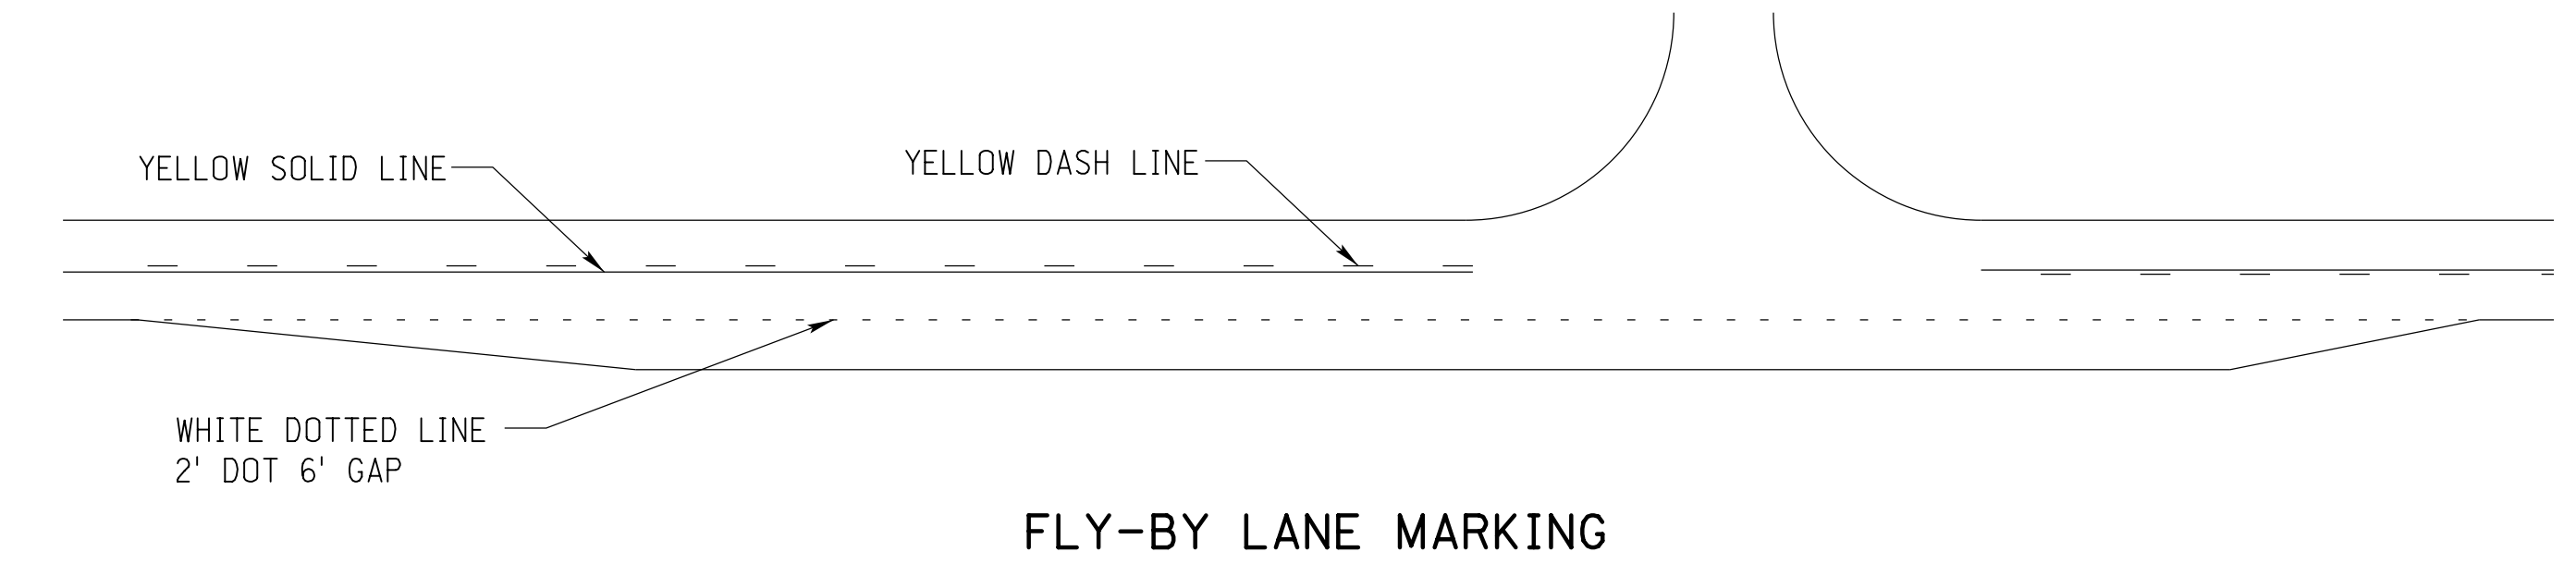 YELLOW SOLID LINE
YELLOW DASH LINE
WHITE DOTTED LINE
2' DOT 6' GAP
FLY-BY LANE MARKING